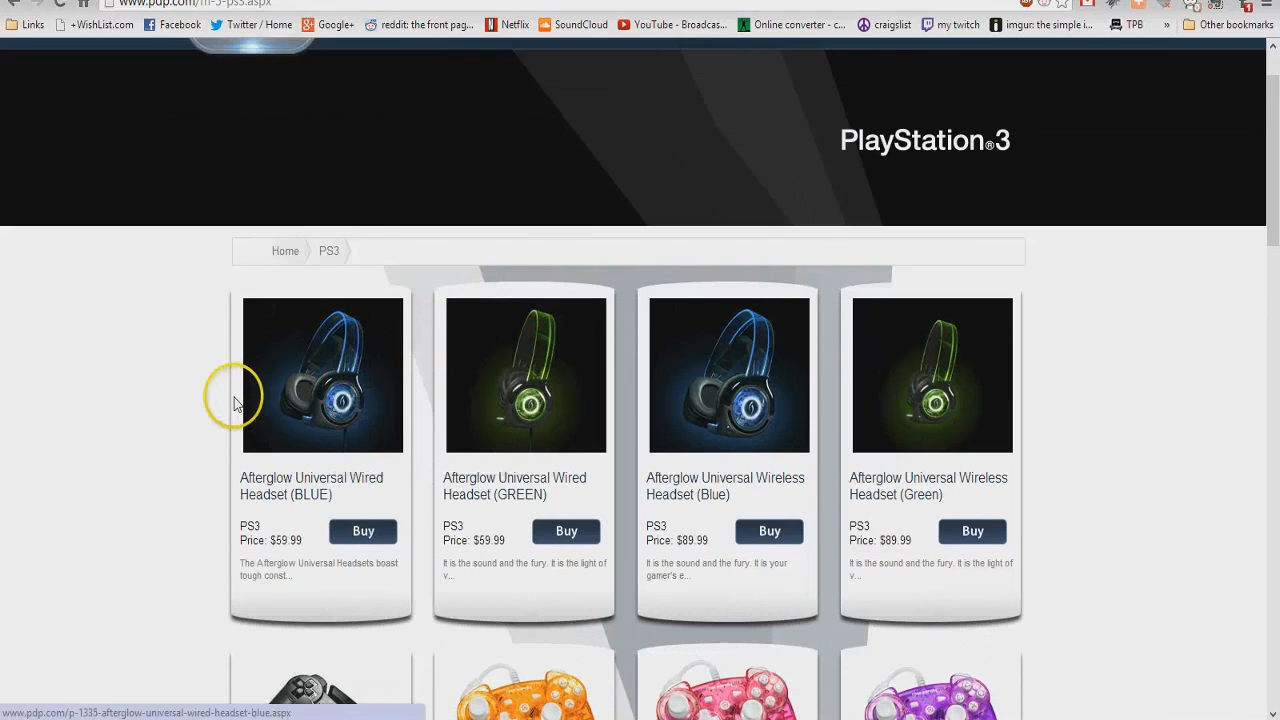 www.pdp.com/m-5-ps3.aspx
Links +WishList.com Facebook Twitter / Home Google+ reddit: the front pag... Netflix SoundCloud YouTube - Broadcas... Online converter - c... craigslist my twitch imgur: the simple i... TPB » Other bookmarks
PlayStation®3
Home PS3
Afterglow Universal Wired
Headset (BLUE)
PS3
Price: $59.99
Buy
The Afterglow Universal Headsets boast
tough const...
Afterglow Universal Wired
Headset (GREEN)
PS3
Price: $59.99
Buy
It is the sound and the fury. It is the light of
v...
Afterglow Universal Wireless
Headset (Blue)
PS3
Price: $89.99
Buy
It is the sound and the fury. It is your
gamer's e...
Afterglow Universal Wireless
Headset (Green)
PS3
Price: $89.99
Buy
It is the sound and the fury. It is the light of
v...
www.pdp.com/p-1335-afterglow-universal-wired-headset-blue.aspx